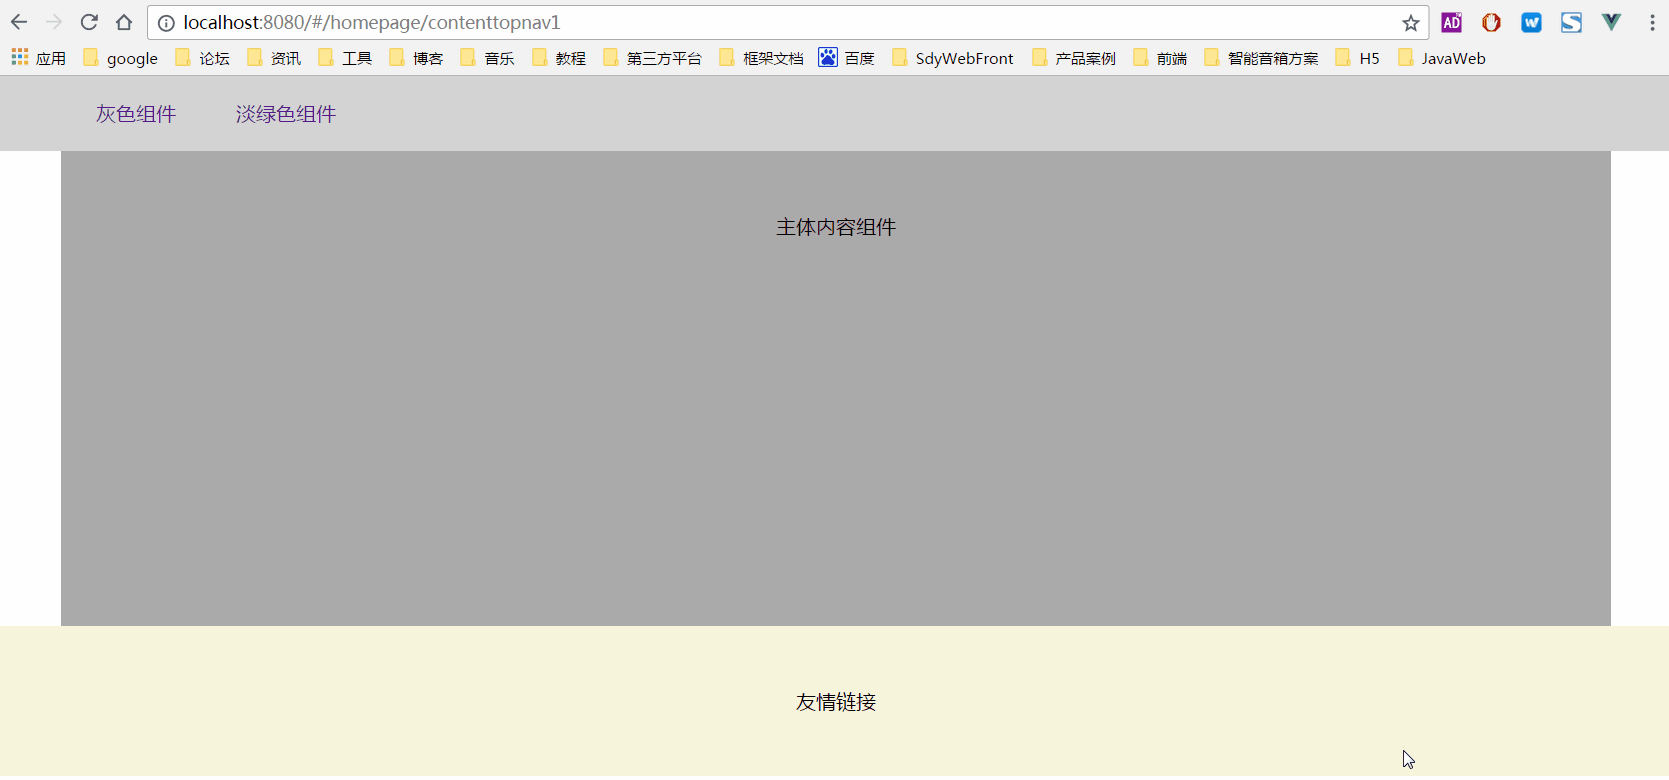 localhost:8080/#/homepage/contenttopnav1
AD W S
应用 google 论坛 资讯 工具 博客 音乐 教程 第三方平台 框架文档 百度 SdyWebFront 产品案例 前端 智能音箱方案 H5 JavaWeb
灰色组件 淡绿色组件
主体内容组件
友情链接